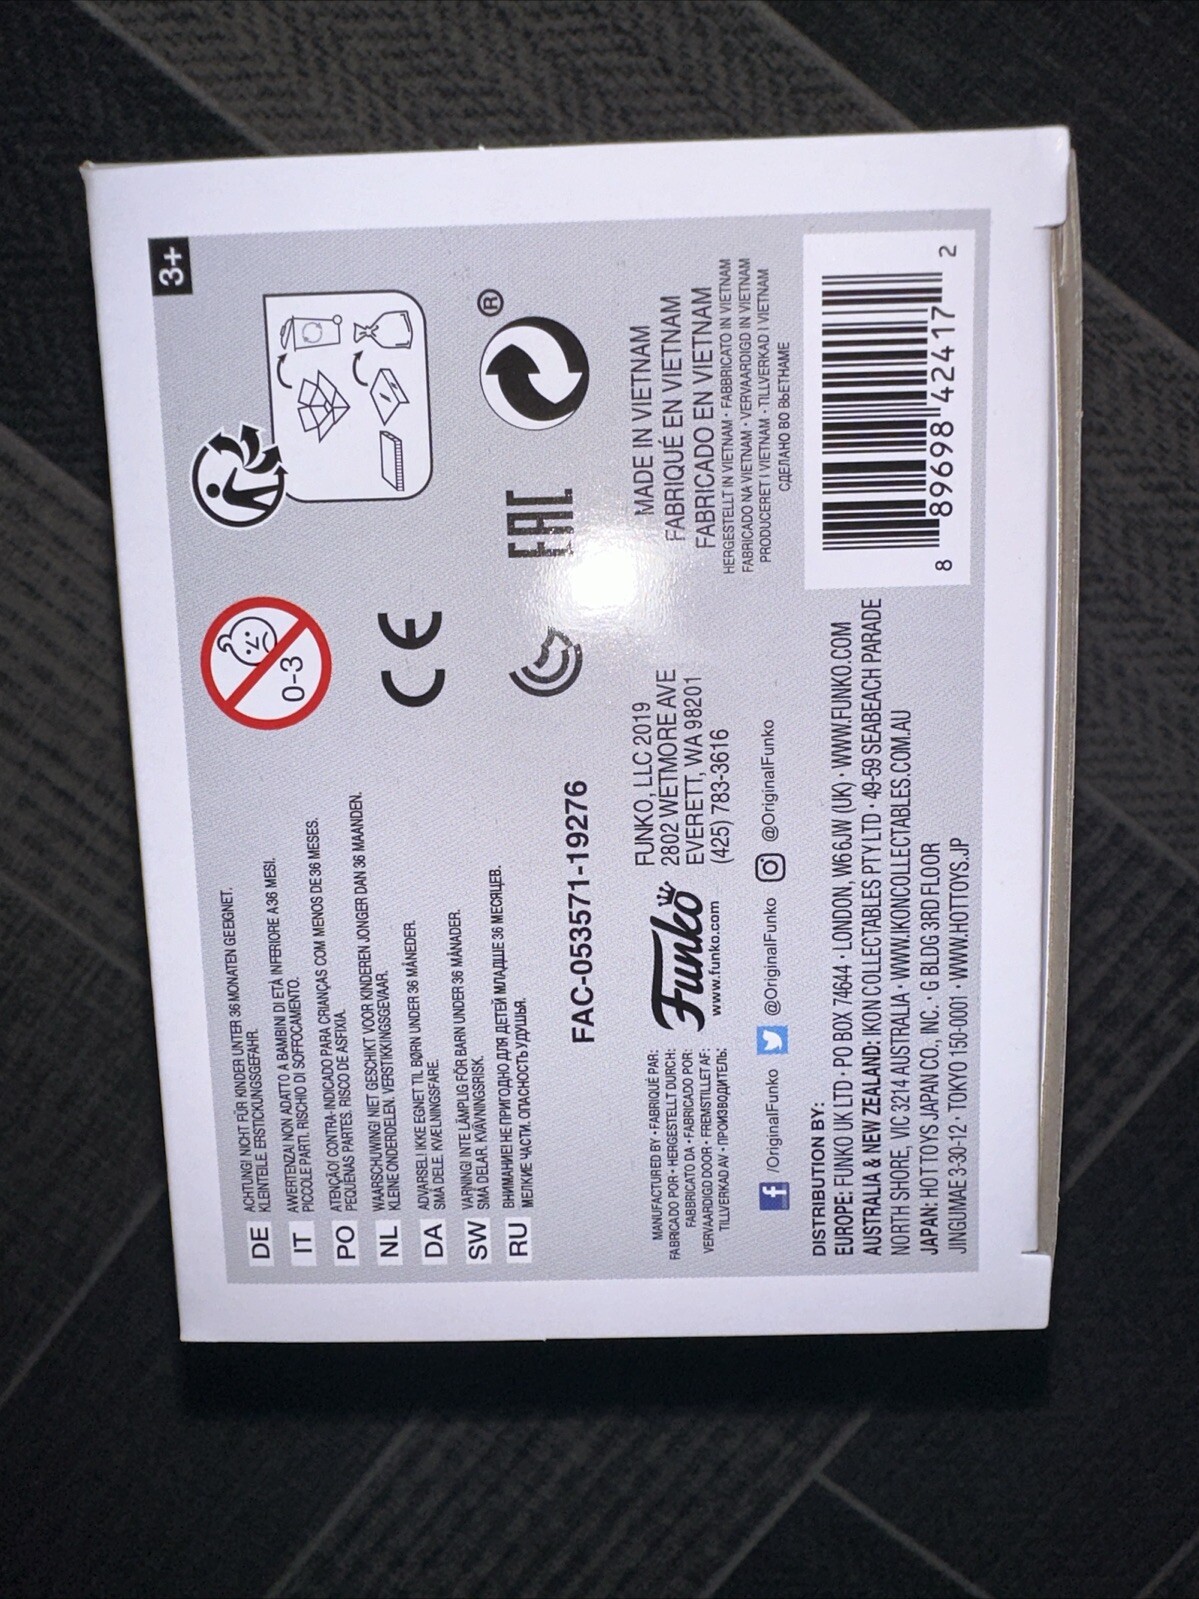 3+
DE ACHTUNG! NICHT FÜR KINDER UNTER 36 MONATEN GEEIGNET.
KLEINTEILE. ERSTICKUNGSGEFAHR.
IT AVVERTENZA! NON ADATTO A BAMBINI DI ETÀ INFERIORE A 36 MESI.
PICCOLE PARTI. RISCHIO DI SOFFOCAMENTO.
PO ATENÇÃO! CONTRA-INDICADO PARA CRIANÇAS COM MENOS DE 36 MESES.
PEQUENAS PARTES. RISCO DE ASFIXIA.
NL WAARSCHUWING! NIET GESCHIKT VOOR KINDEREN JONGER DAN 36 MAANDEN.
KLEINE ONDERDELEN. VERSTIKKINGSGEVAAR.
DA ADVARSEL! IKKE EGNET TIL BØRN UNDER 36 MÅNEDER.
SMÅ DELE. KVÆLNINGSFARE.
SW VARNING! INTE LÄMPLIG FÖR BARN UNDER 36 MÅNADER.
SMÅ DELAR. KVÄVNINGSRISK.
RU ВНИМАНИЕ! НЕ ПРИГОДНО ДЛЯ ДЕТЕЙ МЛАДШЕ 36 МЕСЯЦЕВ.
МЕЛКИЕ ЧАСТИ. ОПАСНОСТЬ УДУШЬЯ.
0-3
CE
EAC
®
FAC-053571-19276
MANUFACTURED BY · FABRIQUÉ PAR:
FABRICADO POR · HERGESTELLT DURCH:
FABBRICATO DA · FABRICADO POR:
VERVAARDIGD DOOR · FREMSTILLET AF:
TILLVERKAD AV · ПРОИЗВОДИТЕЛЬ:
Funko
www.funko.com
FUNKO, LLC 2019
2802 WETMORE AVE
EVERETT, WA 98201
(425) 783-3616
f /OriginalFunko @OriginalFunko @OriginalFunko
MADE IN VIETNAM
FABRIQUÉ EN VIETNAM
FABRICADO EN VIETNAM
HERGESTELLT IN VIETNAM · FABBRICATO IN VIETNAM
FABRICADO NA VIETNAM · VERVAARDIGD IN VIETNAM
PRODUCERET I VIETNAM · TILLVERKAD I VIETNAM
СДЕЛАНО ВО ВЬЕТНАМЕ
DISTRIBUTION BY:
EUROPE: FUNKO UK LTD · PO BOX 74644 · LONDON, W6 6JW (UK) · WWW.FUNKO.COM
AUSTRALIA & NEW ZEALAND: IKON COLLECTABLES PTY LTD · 49-59 SEABEACH PARADE
NORTH SHORE, VIC 3214 AUSTRALIA · WWW.IKONCOLLECTABLES.COM.AU
JAPAN: HOT TOYS JAPAN CO., INC. · G BLDG 3RD FLOOR
JINGUMAE 3-30-12 · TOKYO 150-0001 · WWW.HOTTOYS.JP
8 89698 42417 2